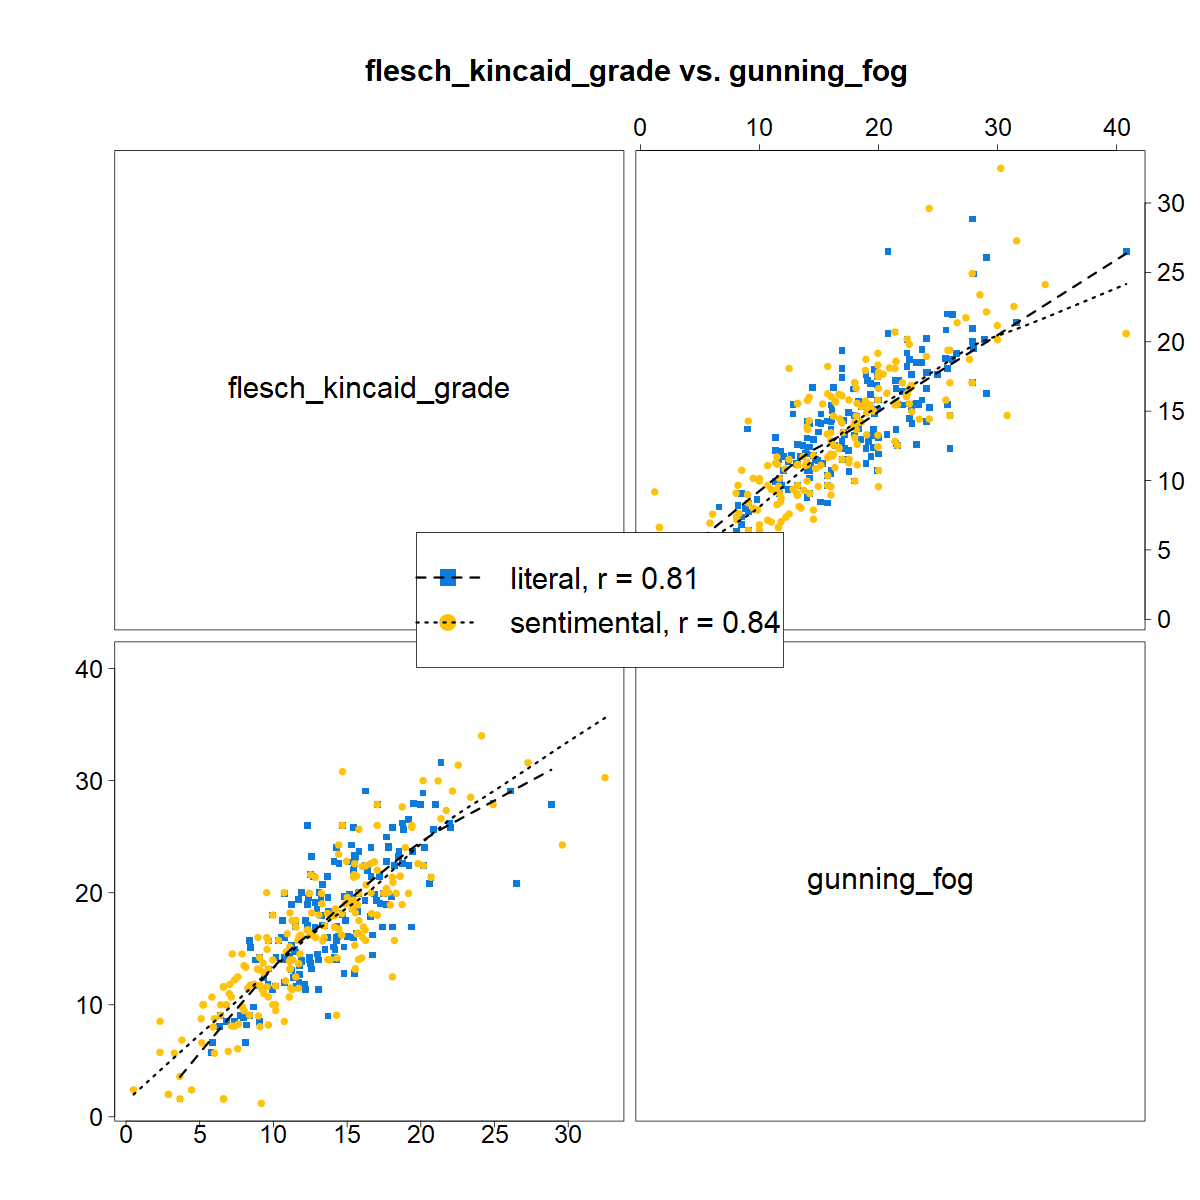 flesch_kincaid_grade vs. gunning_fog
0 10 20 30 40
flesch_kincaid_grade
30
25
20
15
10
5
0
literal, r = 0.81
sentimental, r = 0.84
40
30
20
10
0
gunning_fog
0 5 10 15 20 25 30